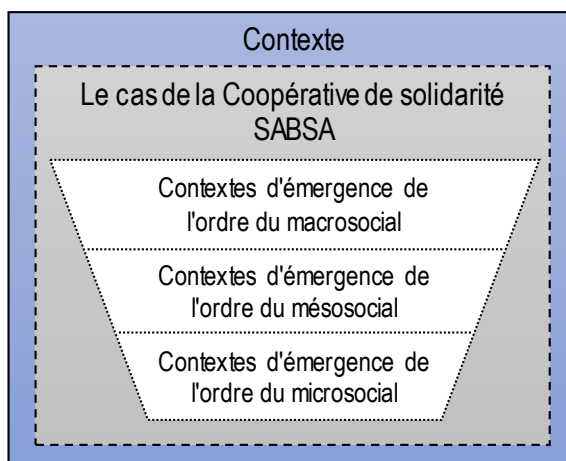 Contexte
Le cas de la Coopérative de solidarité
SABSA
Contextes d'émergence de
l'ordre du macrosocial
Contextes d'émergence de
l'ordre du mésosocial
Contextes d'émergence de
l'ordre du microsocial